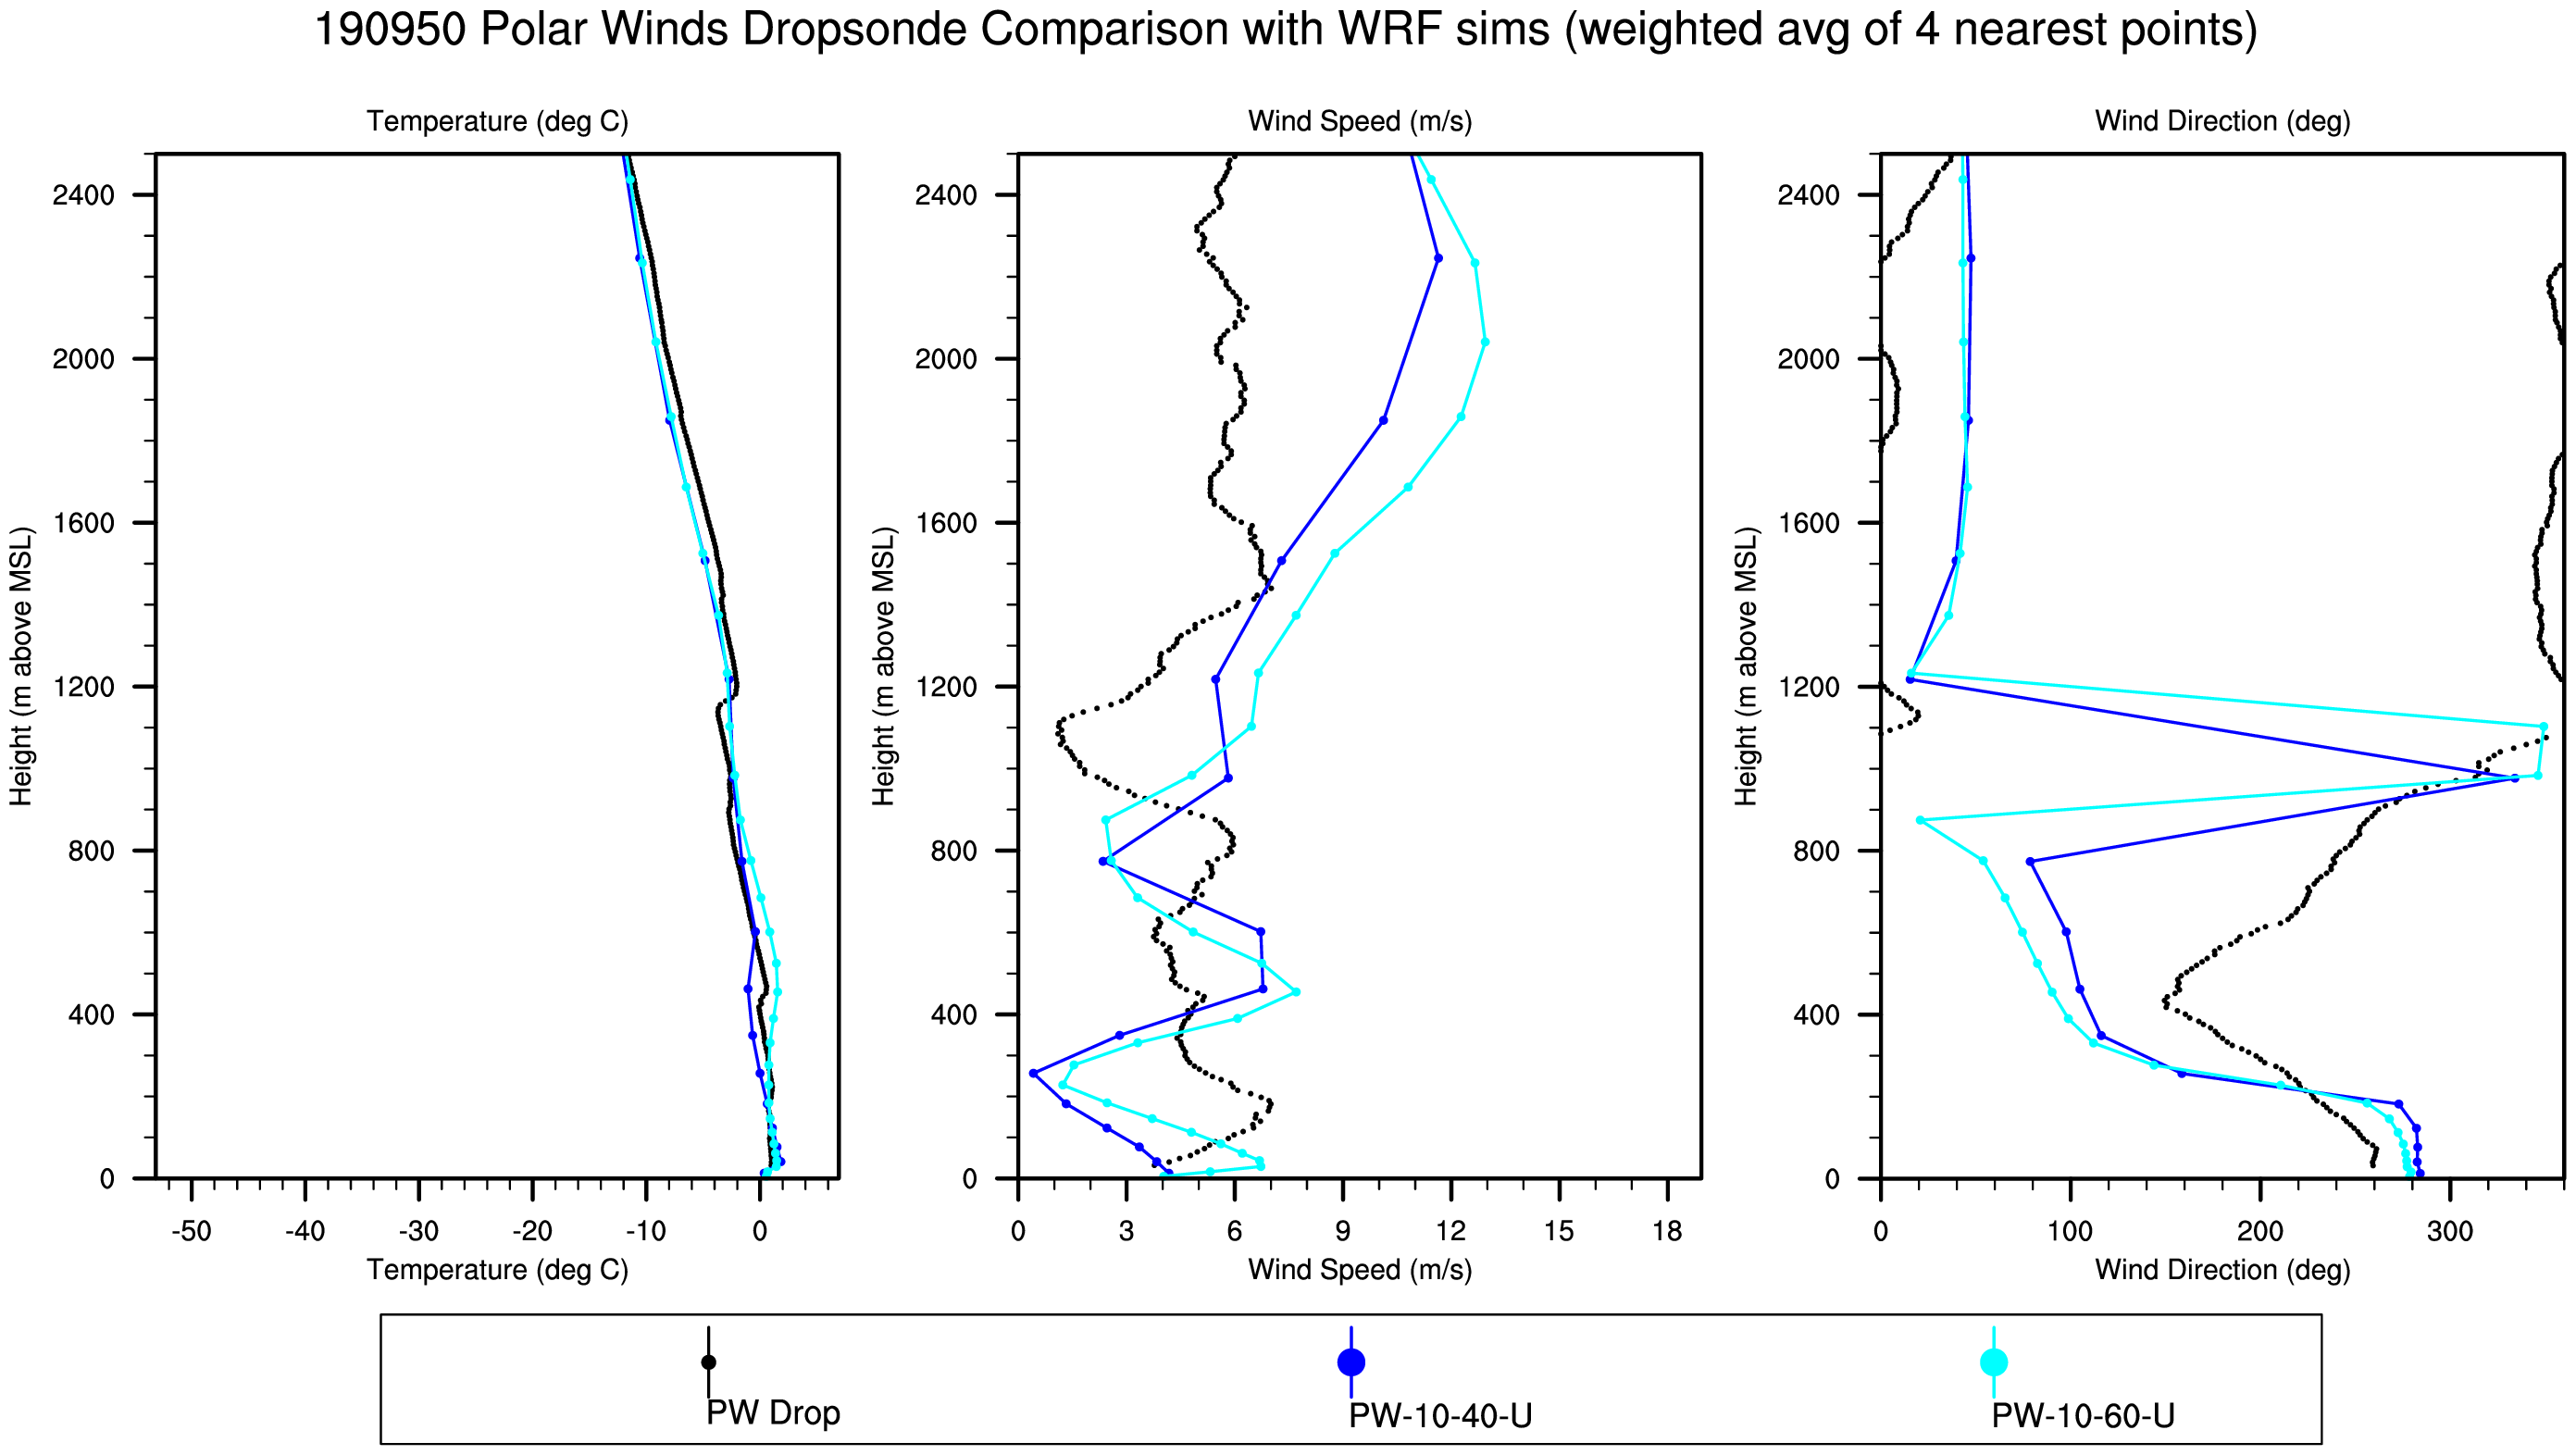 190950 Polar Winds Dropsonde Comparison with WRF sims (weighted avg of 4 nearest points)
Temperature (deg C)
Wind Speed (m/s)
Wind Direction (deg)
Height (m above MSL)
2400
2000
1600
1200
800
400
0
-50 -40 -30 -20 -10 0
Temperature (deg C)
Height (m above MSL)
2400
2000
1600
1200
800
400
0
0 3 6 9 12 15 18
Wind Speed (m/s)
Height (m above MSL)
2400
2000
1600
1200
800
400
0
0 100 200 300
Wind Direction (deg)
PW Drop
PW-10-40-U
PW-10-60-U